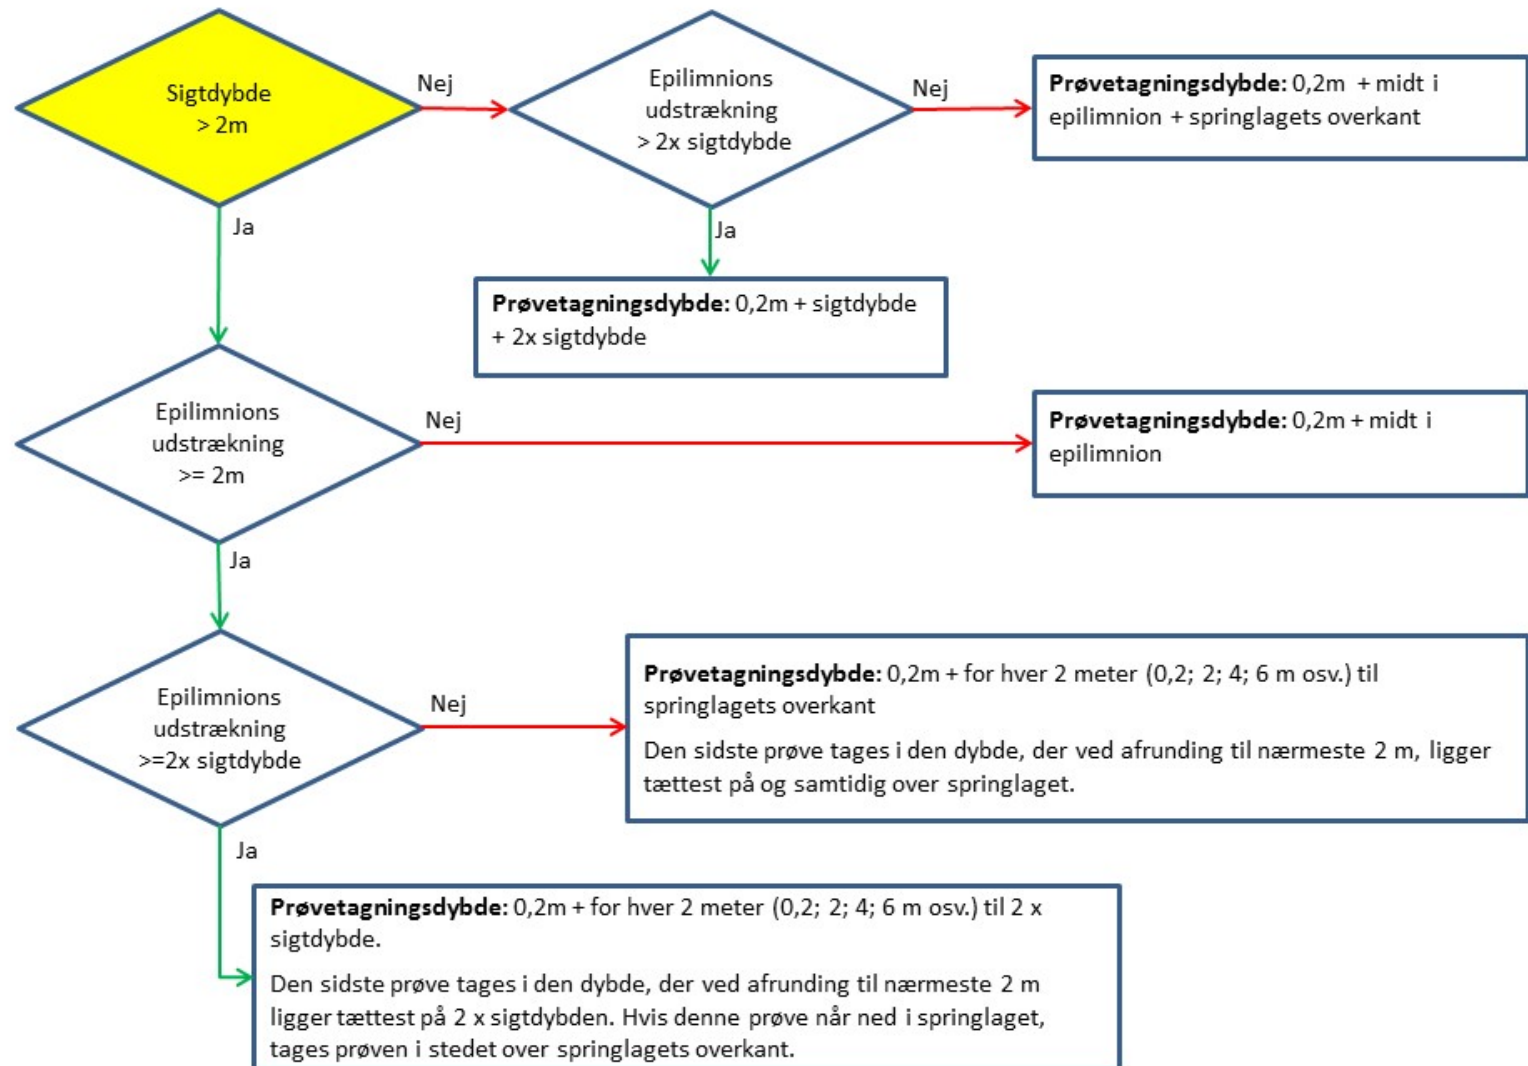 Sigtdybde
> 2m
Nej
Epilimnions
udstrækning
> 2x sigtdybde
Nej
Prøvetagningsdybde: 0,2m + midt i
epilimnion + springlagets overkant
Ja
Ja
Prøvetagningsdybde: 0,2m + sigtdybde
+ 2x sigtdybde
Epilimnions
udstrækning
>= 2m
Nej
Prøvetagningsdybde: 0,2m + midt i
epilimnion
Ja
Epilimnions
udstrækning
>=2x sigtdybde
Nej
Prøvetagningsdybde: 0,2m + for hver 2 meter (0,2; 2; 4; 6 m osv.) til
springlagets overkant
Den sidste prøve tages i den dybde, der ved afrunding til nærmeste 2 m, ligger
tættest på og samtidig over springlaget.
Ja
Prøvetagningsdybde: 0,2m + for hver 2 meter (0,2; 2; 4; 6 m osv.) til 2 x
sigtdybde.
Den sidste prøve tages i den dybde, der ved afrunding til nærmeste 2 m
ligger tættest på 2 x sigtdybden. Hvis denne prøve når ned i springlaget,
tages prøven i stedet over springlagets overkant.